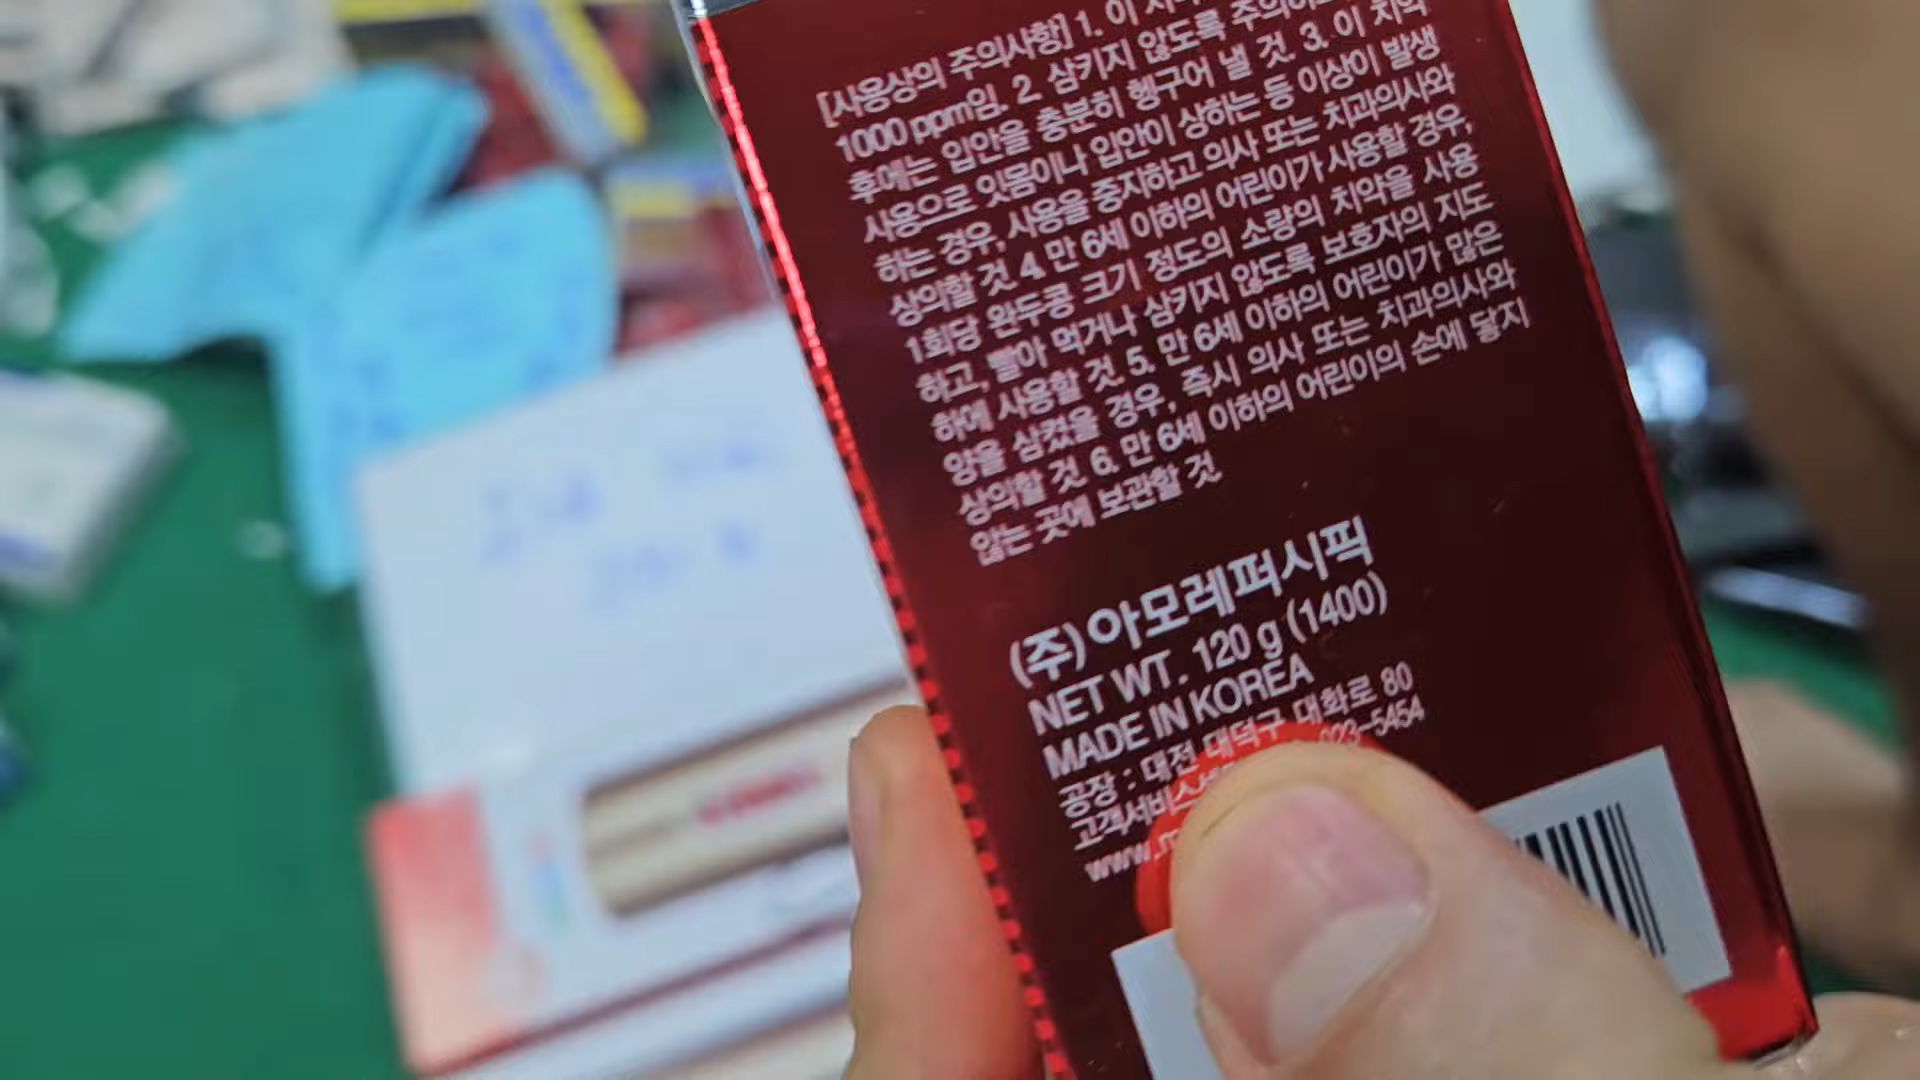 [사용상의 주의사항] 1. 이
1000 ppm임. 2. 삼키지 않도록 주의하
후에는 입안을 충분히 헹구어 낼 것. 3. 이 치약
사용으로 잇몸이나 입안이 상하는 등 이상이 발생
하는 경우, 사용을 중지하고 의사 또는 치과의사와
상의할 것. 4. 만 6세 이하의 어린이가 사용할 경우,
1회당 완두콩 크기 정도의 소량의 치약을 사용
하고, 빨아 먹거나 삼키지 않도록 보호자의 지도
하에 사용할 것. 5. 만 6세 이하의 어린이가 많은
양을 삼켰을 경우, 즉시 의사 또는 치과의사와
상의할 것 6. 만 6세 이하의 어린이의 손에 닿지
않는 곳에 보관할 것.
(주)아모레퍼시픽
NET WT. 120 g (1400)
MADE IN KOREA
공장 : 대전 대덕구 대화로 80
고객서비스 023-5454
www.